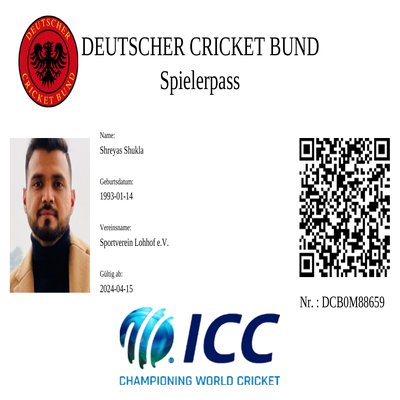 DEUTSCHER CRICKET BUND
DEUTSCHER CRICKET BUND
Spielerpass
Name:
Shreyas Shukla
Geburtsdatum:
1993-01-14
Vereinsname:
Sportverein Lohhof e.V.
Gültig ab:
2024-04-15
Nr. : DCB0M88659
ICC
CHAMPIONING WORLD CRICKET